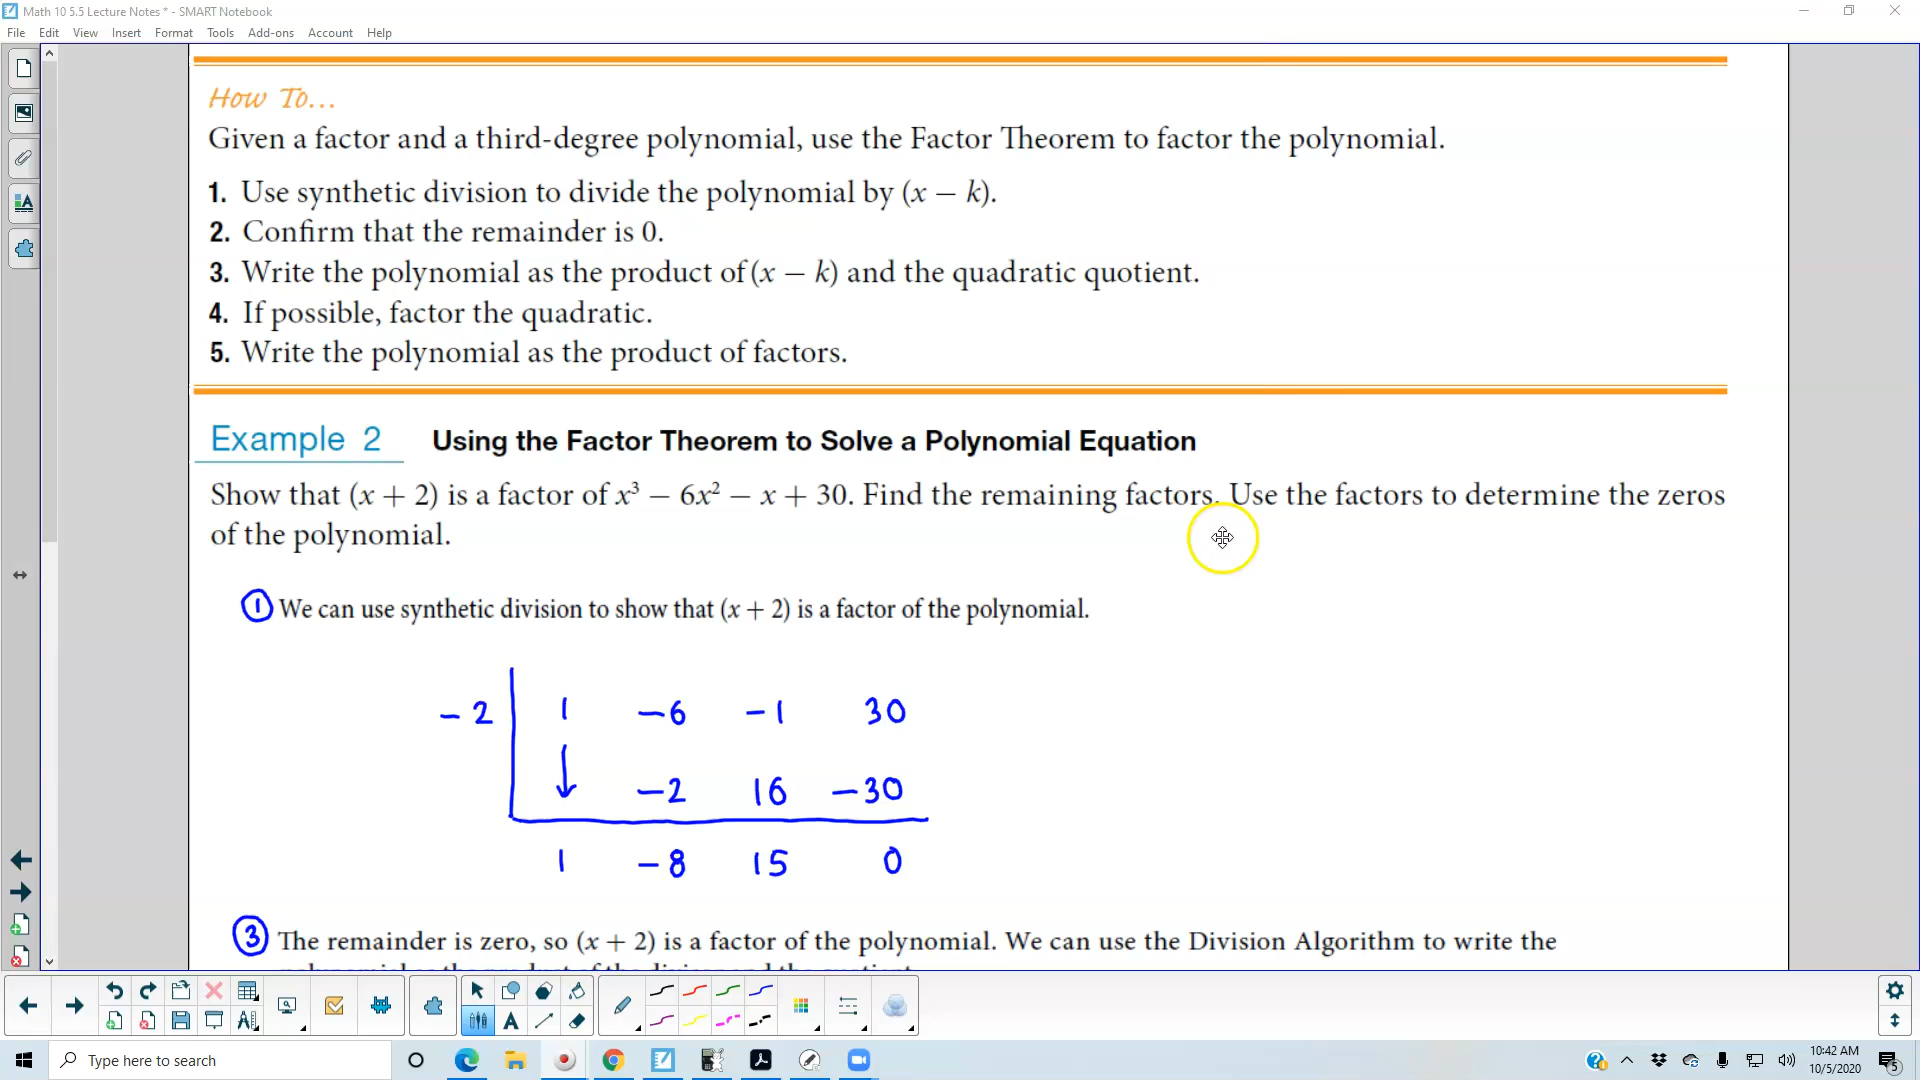 Math 10 5.5 Lecture Notes * - SMART Notebook
File Edit View Insert Format Tools Add-ons Account Help
How To...
Given a factor and a third-degree polynomial, use the Factor Theorem to factor the polynomial.
1. Use synthetic division to divide the polynomial by (x − k).
2. Confirm that the remainder is 0.
3. Write the polynomial as the product of (x − k) and the quadratic quotient.
4. If possible, factor the quadratic.
5. Write the polynomial as the product of factors.
Example 2 Using the Factor Theorem to Solve a Polynomial Equation
Show that (x + 2) is a factor of x³ − 6x² − x + 30. Find the remaining factors. Use the factors to determine the zeros
of the polynomial.
① We can use synthetic division to show that (x + 2) is a factor of the polynomial.
−2 1 −6 −1 30
−2 16 −30
1 −8 15 0
③ The remainder is zero, so (x + 2) is a factor of the polynomial. We can use the Division Algorithm to write the
Type here to search
10:42 AM
10/5/2020
5